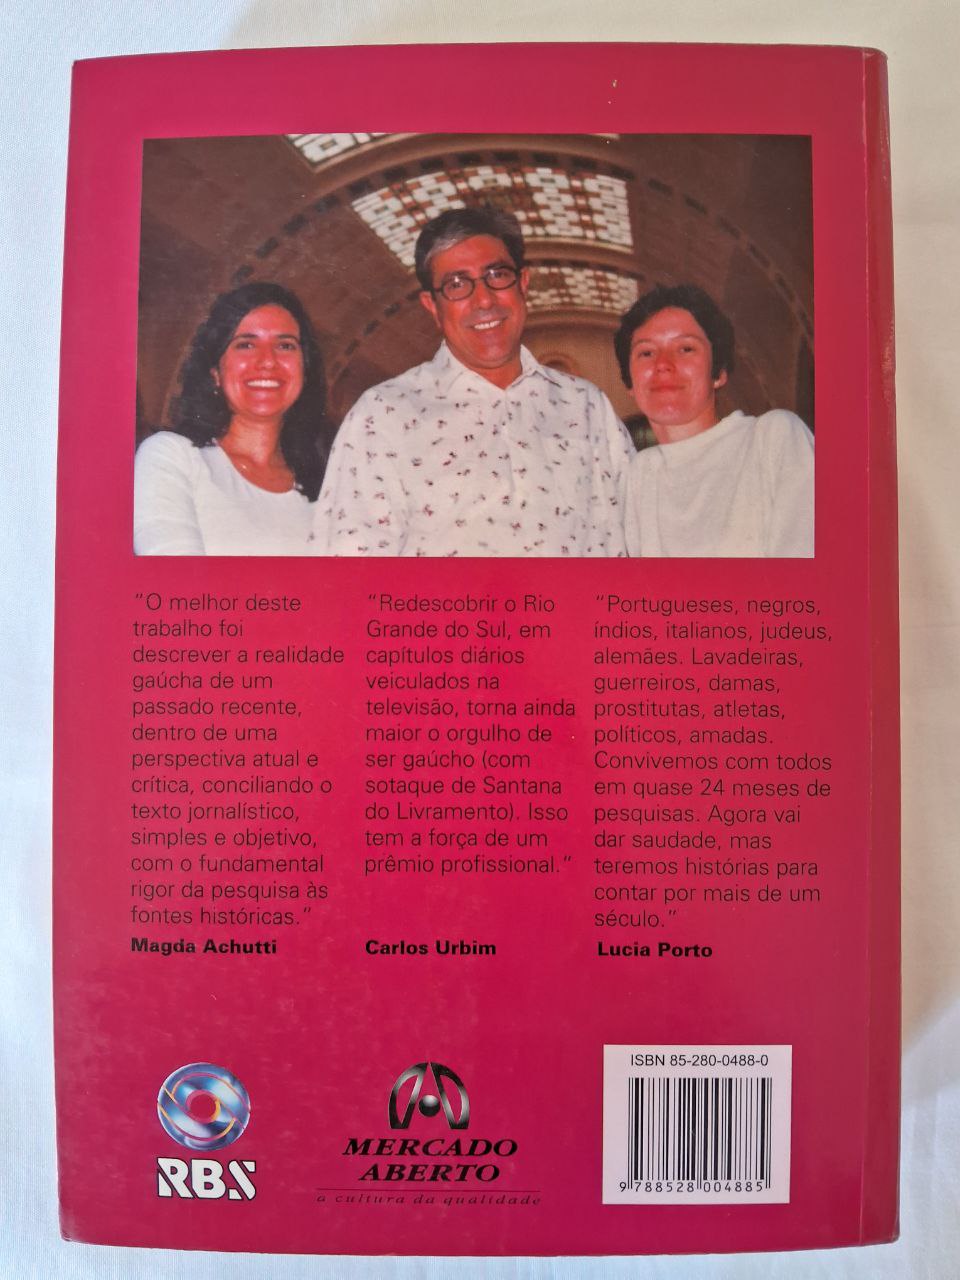 “O melhor deste
trabalho foi
descrever a realidade
gaúcha de um
passado recente,
dentro de uma
perspectiva atual e
crítica, conciliando o
texto jornalístico,
simples e objetivo,
com o fundamental
rigor da pesquisa às
fontes históricas.”
Magda Achutti
“Redescobrir o Rio
Grande do Sul, em
capítulos diários
veiculados na
televisão, torna ainda
maior o orgulho de
ser gaúcho (com
sotaque de Santana
do Livramento). Isso
tem a força de um
prêmio profissional.”
Carlos Urbim
“Portugueses, negros,
índios, italianos, judeus,
alemães. Lavadeiras,
guerreiros, damas,
prostitutas, atletas,
políticos, amadas.
Convivemos com todos
em quase 24 meses de
pesquisas. Agora vai
dar saudade, mas
teremos histórias para
contar por mais de um
século.”
Lucia Porto
RBS
MERCADO
ABERTO
a cultura da qualidade
ISBN 85-280-0488-0
9 788528 004885